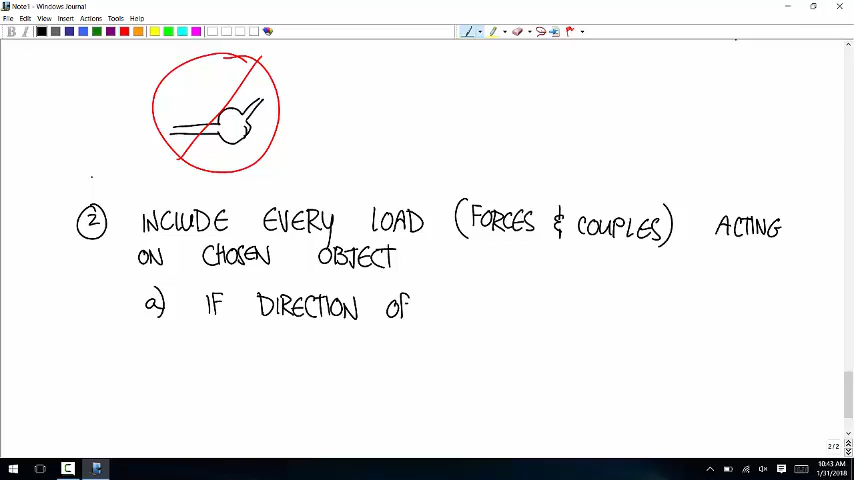 Note1 - Windows Journal
File Edit View Insert Actions Tools Help
B I
② INCLUDE EVERY LOAD (FORCES & COUPLES) ACTING
ON CHOSEN OBJECT
a) IF DIRECTION OF
2/2
10:43 AM
1/31/2018